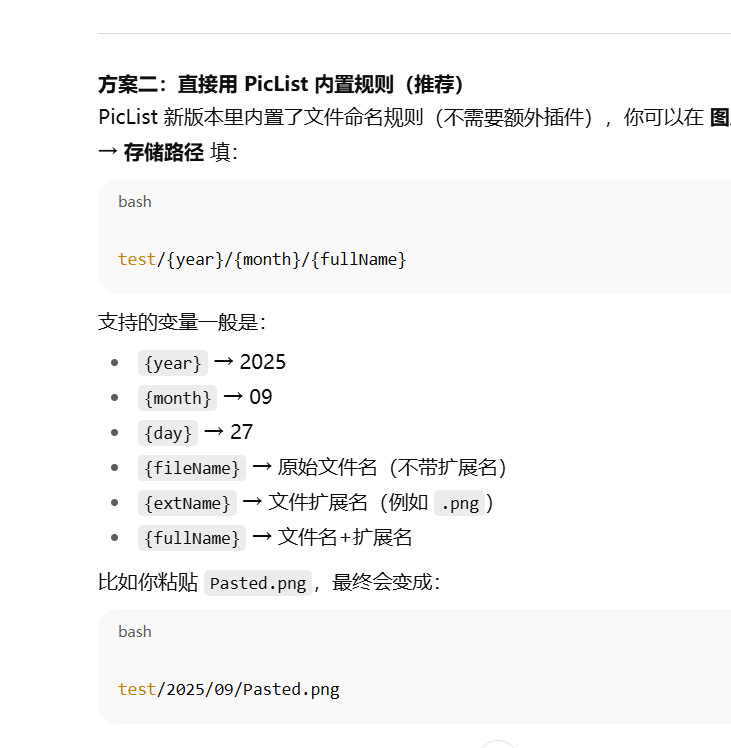 方案二：直接用 PicList 内置规则（推荐）
PicList 新版本里内置了文件命名规则（不需要额外插件），你可以在 图
→ 存储路径 填：
bash
test/{year}/{month}/{fullName}
支持的变量一般是：
• {year} → 2025
• {month} → 09
• {day} → 27
• {fileName} → 原始文件名（不带扩展名）
• {extName} → 文件扩展名（例如 .png）
• {fullName} → 文件名+扩展名
比如你粘贴 Pasted.png，最终会变成：
bash
test/2025/09/Pasted.png